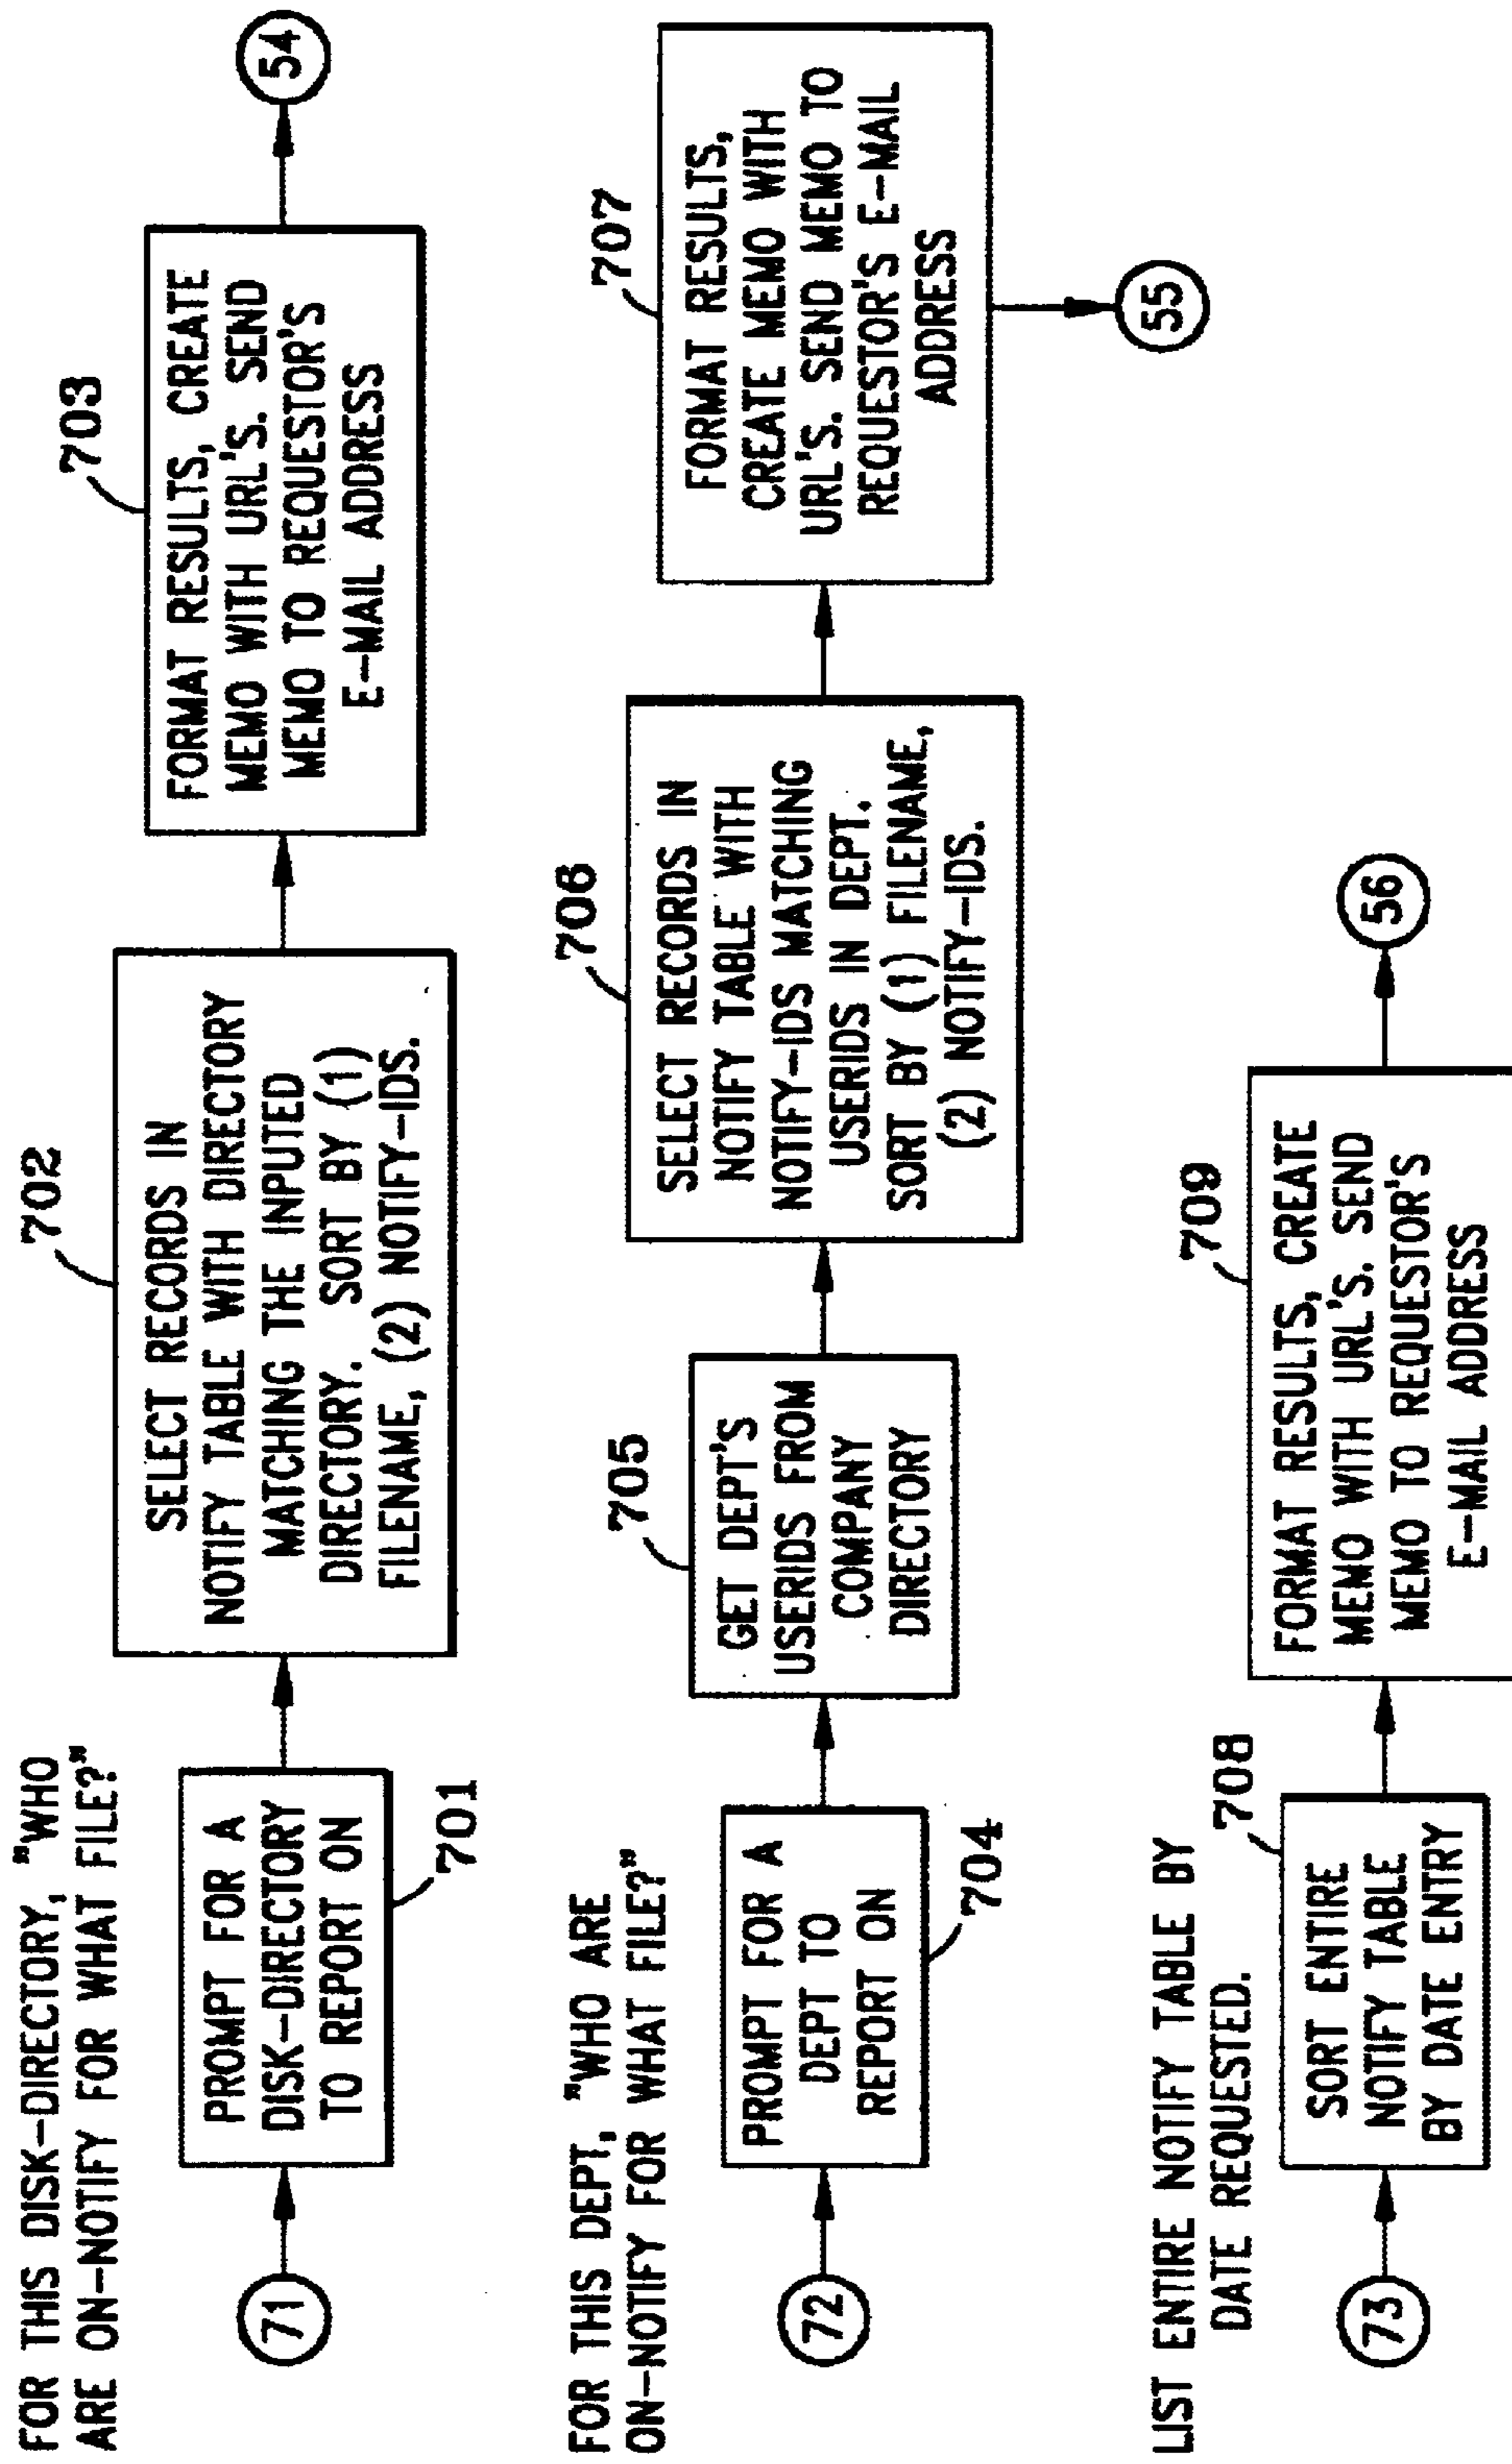 FOR THIS DISK-DIRECTORY, "WHO
ARE ON-NOTIFY FOR WHAT FILE?"
71
PROMPT FOR A
DISK-DIRECTORY
TO REPORT ON
701
702
SELECT RECORDS IN
NOTIFY TABLE WITH DIRECTORY
MATCHING THE INPUTED
DIRECTORY. SORT BY (1)
FILENAME, (2) NOTIFY-IDS.
703
FORMAT RESULTS, CREATE
MEMO WITH URL'S. SEND
MEMO TO REQUESTOR'S
E-MAIL ADDRESS
54
FOR THIS DEPT, "WHO ARE
ON-NOTIFY FOR WHAT FILE?"
72
PROMPT FOR A
DEPT TO
REPORT ON
704
705
GET DEPT'S
USERIDS FROM
COMPANY
DIRECTORY
706
SELECT RECORDS IN
NOTIFY TABLE WITH
NOTIFY-IDS MATCHING
USERIDS IN DEPT.
SORT BY (1) FILENAME,
(2) NOTIFY-IDS.
707
FORMAT RESULTS,
CREATE MEMO WITH
URL'S. SEND MEMO TO
REQUESTOR'S E-MAIL
ADDRESS
55
LIST ENTIRE NOTIFY TABLE BY
DATE REQUESTED.
73
708
SORT ENTIRE
NOTIFY TABLE
BY DATE ENTRY
709
FORMAT RESULTS, CREATE
MEMO WITH URL'S. SEND
MEMO TO REQUESTOR'S
E-MAIL ADDRESS
56